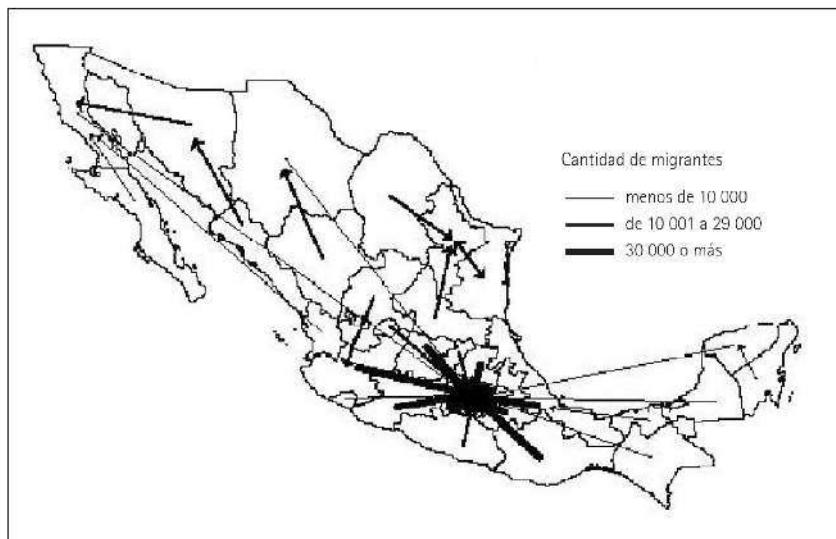 Cantidad de migrantes
menos de 10 000
de 10 001 a 29 000
30 000 o más